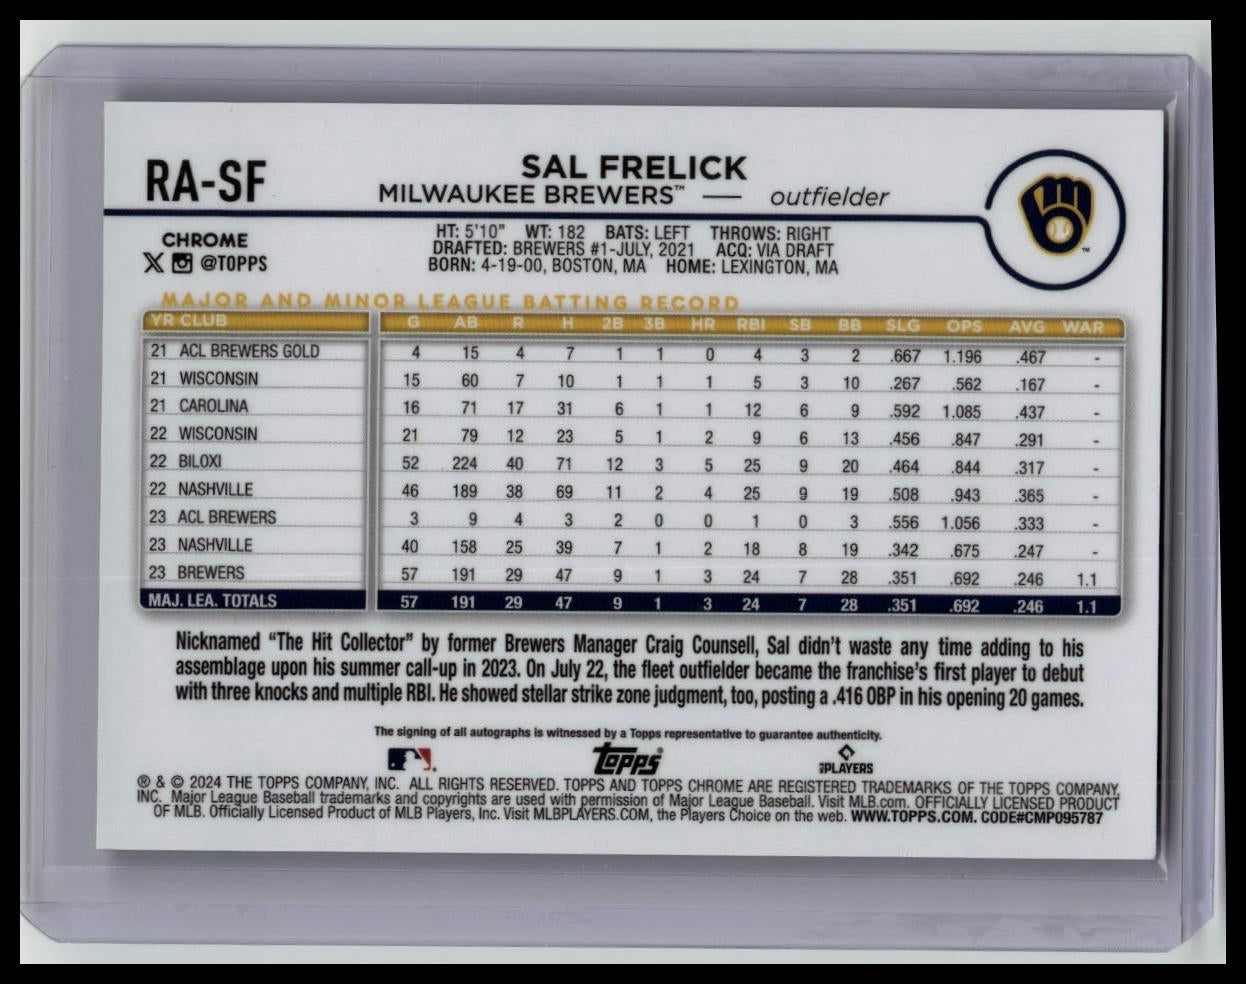 RA-SF
SAL FRELICK
MILWAUKEE BREWERS™ — outfielder
CHROME
@TOPPS
HT: 5'10" WT: 182 BATS: LEFT THROWS: RIGHT
DRAFTED: BREWERS #1-JULY, 2021 ACQ: VIA DRAFT
BORN: 4-19-00, BOSTON, MA HOME: LEXINGTON, MA
MAJOR AND MINOR LEAGUE BATTING RECORD
YR CLUB G AB R H 2B 3B HR RBI SB BB SLG OPS AVG WAR
21 ACL BREWERS GOLD 4 15 4 7 1 1 0 4 3 2 .667 1.196 .467 -
21 WISCONSIN 15 60 7 10 1 1 1 5 3 10 .267 .562 .167 -
21 CAROLINA 16 71 17 31 6 1 1 12 6 9 .592 1.085 .437 -
22 WISCONSIN 21 79 12 23 5 1 2 9 6 13 .456 .847 .291 -
22 BILOXI 52 224 40 71 12 3 5 25 9 20 .464 .844 .317 -
22 NASHVILLE 46 189 38 69 11 2 4 25 9 19 .508 .943 .365 -
23 ACL BREWERS 3 9 4 3 2 0 0 1 0 3 .556 1.056 .333 -
23 NASHVILLE 40 158 25 39 7 1 2 18 8 19 .342 .675 .247 -
23 BREWERS 57 191 29 47 9 1 3 24 7 28 .351 .692 .246 1.1
MAJ. LEA. TOTALS 57 191 29 47 9 1 3 24 7 28 .351 .692 .246 1.1
Nicknamed “The Hit Collector” by former Brewers Manager Craig Counsell, Sal didn’t waste any time adding to his
assemblage upon his summer call-up in 2023. On July 22, the fleet outfielder became the franchise’s first player to debut
with three knocks and multiple RBI. He showed stellar strike zone judgment, too, posting a .416 OBP in his opening 20 games.
The signing of all autographs is witnessed by a Topps representative to guarantee authenticity.
topps
PLAYERS
® & © 2024 THE TOPPS COMPANY, INC. ALL RIGHTS RESERVED. TOPPS AND TOPPS CHROME ARE REGISTERED TRADEMARKS OF THE TOPPS COMPANY,
INC. Major League Baseball trademarks and copyrights are used with permission of Major League Baseball. Visit MLB.com. OFFICIALLY LICENSED PRODUCT
OF MLB. Officially Licensed Product of MLB Players, Inc. Visit MLBPLAYERS.COM, the Players Choice on the web. WWW.TOPPS.COM. CODE#CMP095787